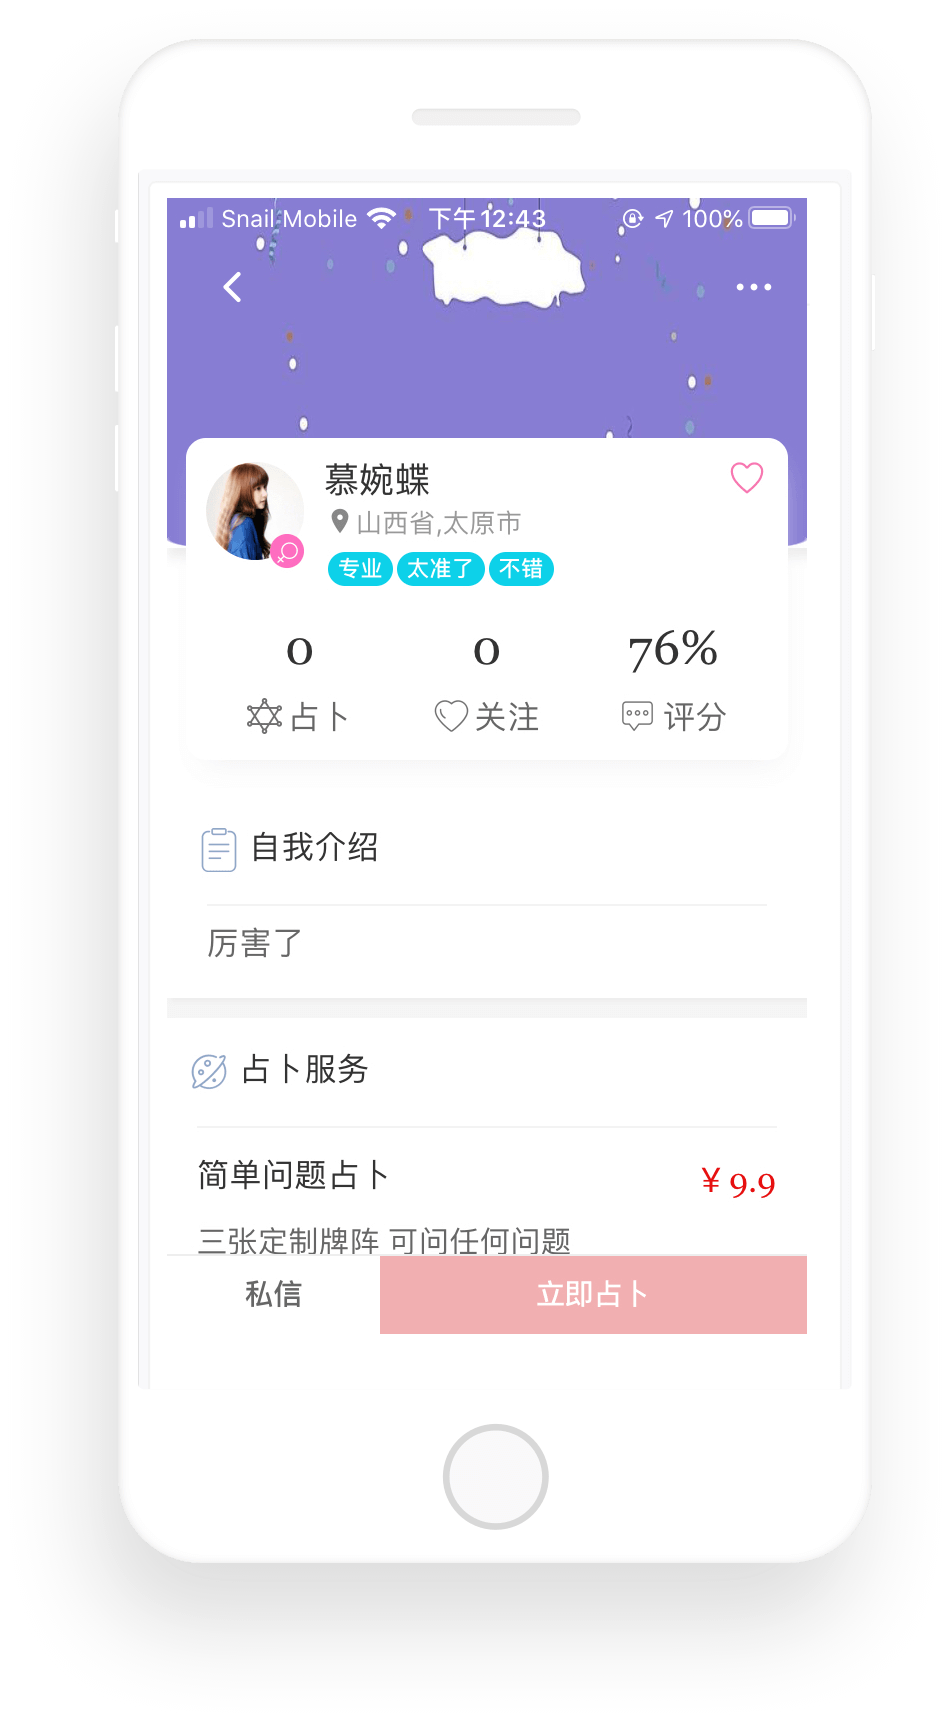 Snail Mobile 下午12:43 100%
慕婉蝶
山西省,太原市
专业 太准了 不错
0 0 76%
占卜 关注 评分
自我介绍
厉害了
占卜服务
简单问题占卜 ¥ 9.9
三张定制牌阵 可问任何问题
私信 立即占卜